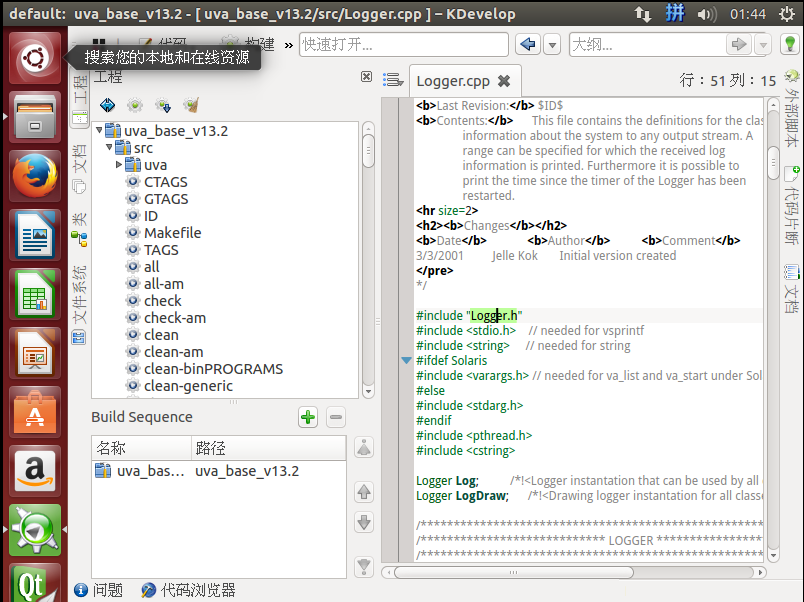 default: uva_base_v13.2 - [ uva_base_v13.2/src/Logger.cpp ] – KDevelop
拼
01:44
代码
构建
»
快速打开...
大纲...
搜索您的本地和在线资源
工程
Logger.cpp
行：51 列：15
工程
文档
类
文件系统
uva_base_v13.2
src
uva
CTAGS
GTAGS
ID
Makefile
TAGS
all
all-am
check
check-am
clean
clean-am
clean-binPROGRAMS
clean-generic
Build Sequence
名称
路径
uva_bas...
uva_base_v13.2
<b>Last Revision:</b> $ID$
<b>Contents:</b> This file contains the definitions for the clas
information about the system to any output stream. A
range can be specified for which the received log
information is printed. Furthermore it is possible to
print the time since the timer of the Logger has been
restarted.
<hr size=2>
<h2><b>Changes</b></h2>
<b>Date</b> <b>Author</b> <b>Comment</b>
3/3/2001 Jelle Kok Initial version created
</pre>
*/
#include "Logger.h"
#include <stdio.h> // needed for vsprintf
#include <string> // needed for string
#ifdef Solaris
#include <varargs.h> // needed for va_list and va_start under Sol
#else
#include <stdarg.h>
#endif
#include <pthread.h>
#include <cstring>
Logger Log; /*!<Logger instantation that can be used by all
Logger LogDraw; /*!<Drawing logger instantation for all classe
/****************************************************
/**************************** LOGGER *****************
/****************************************************
外部脚本
代码片断
文档
问题
代码浏览器
a
Qt